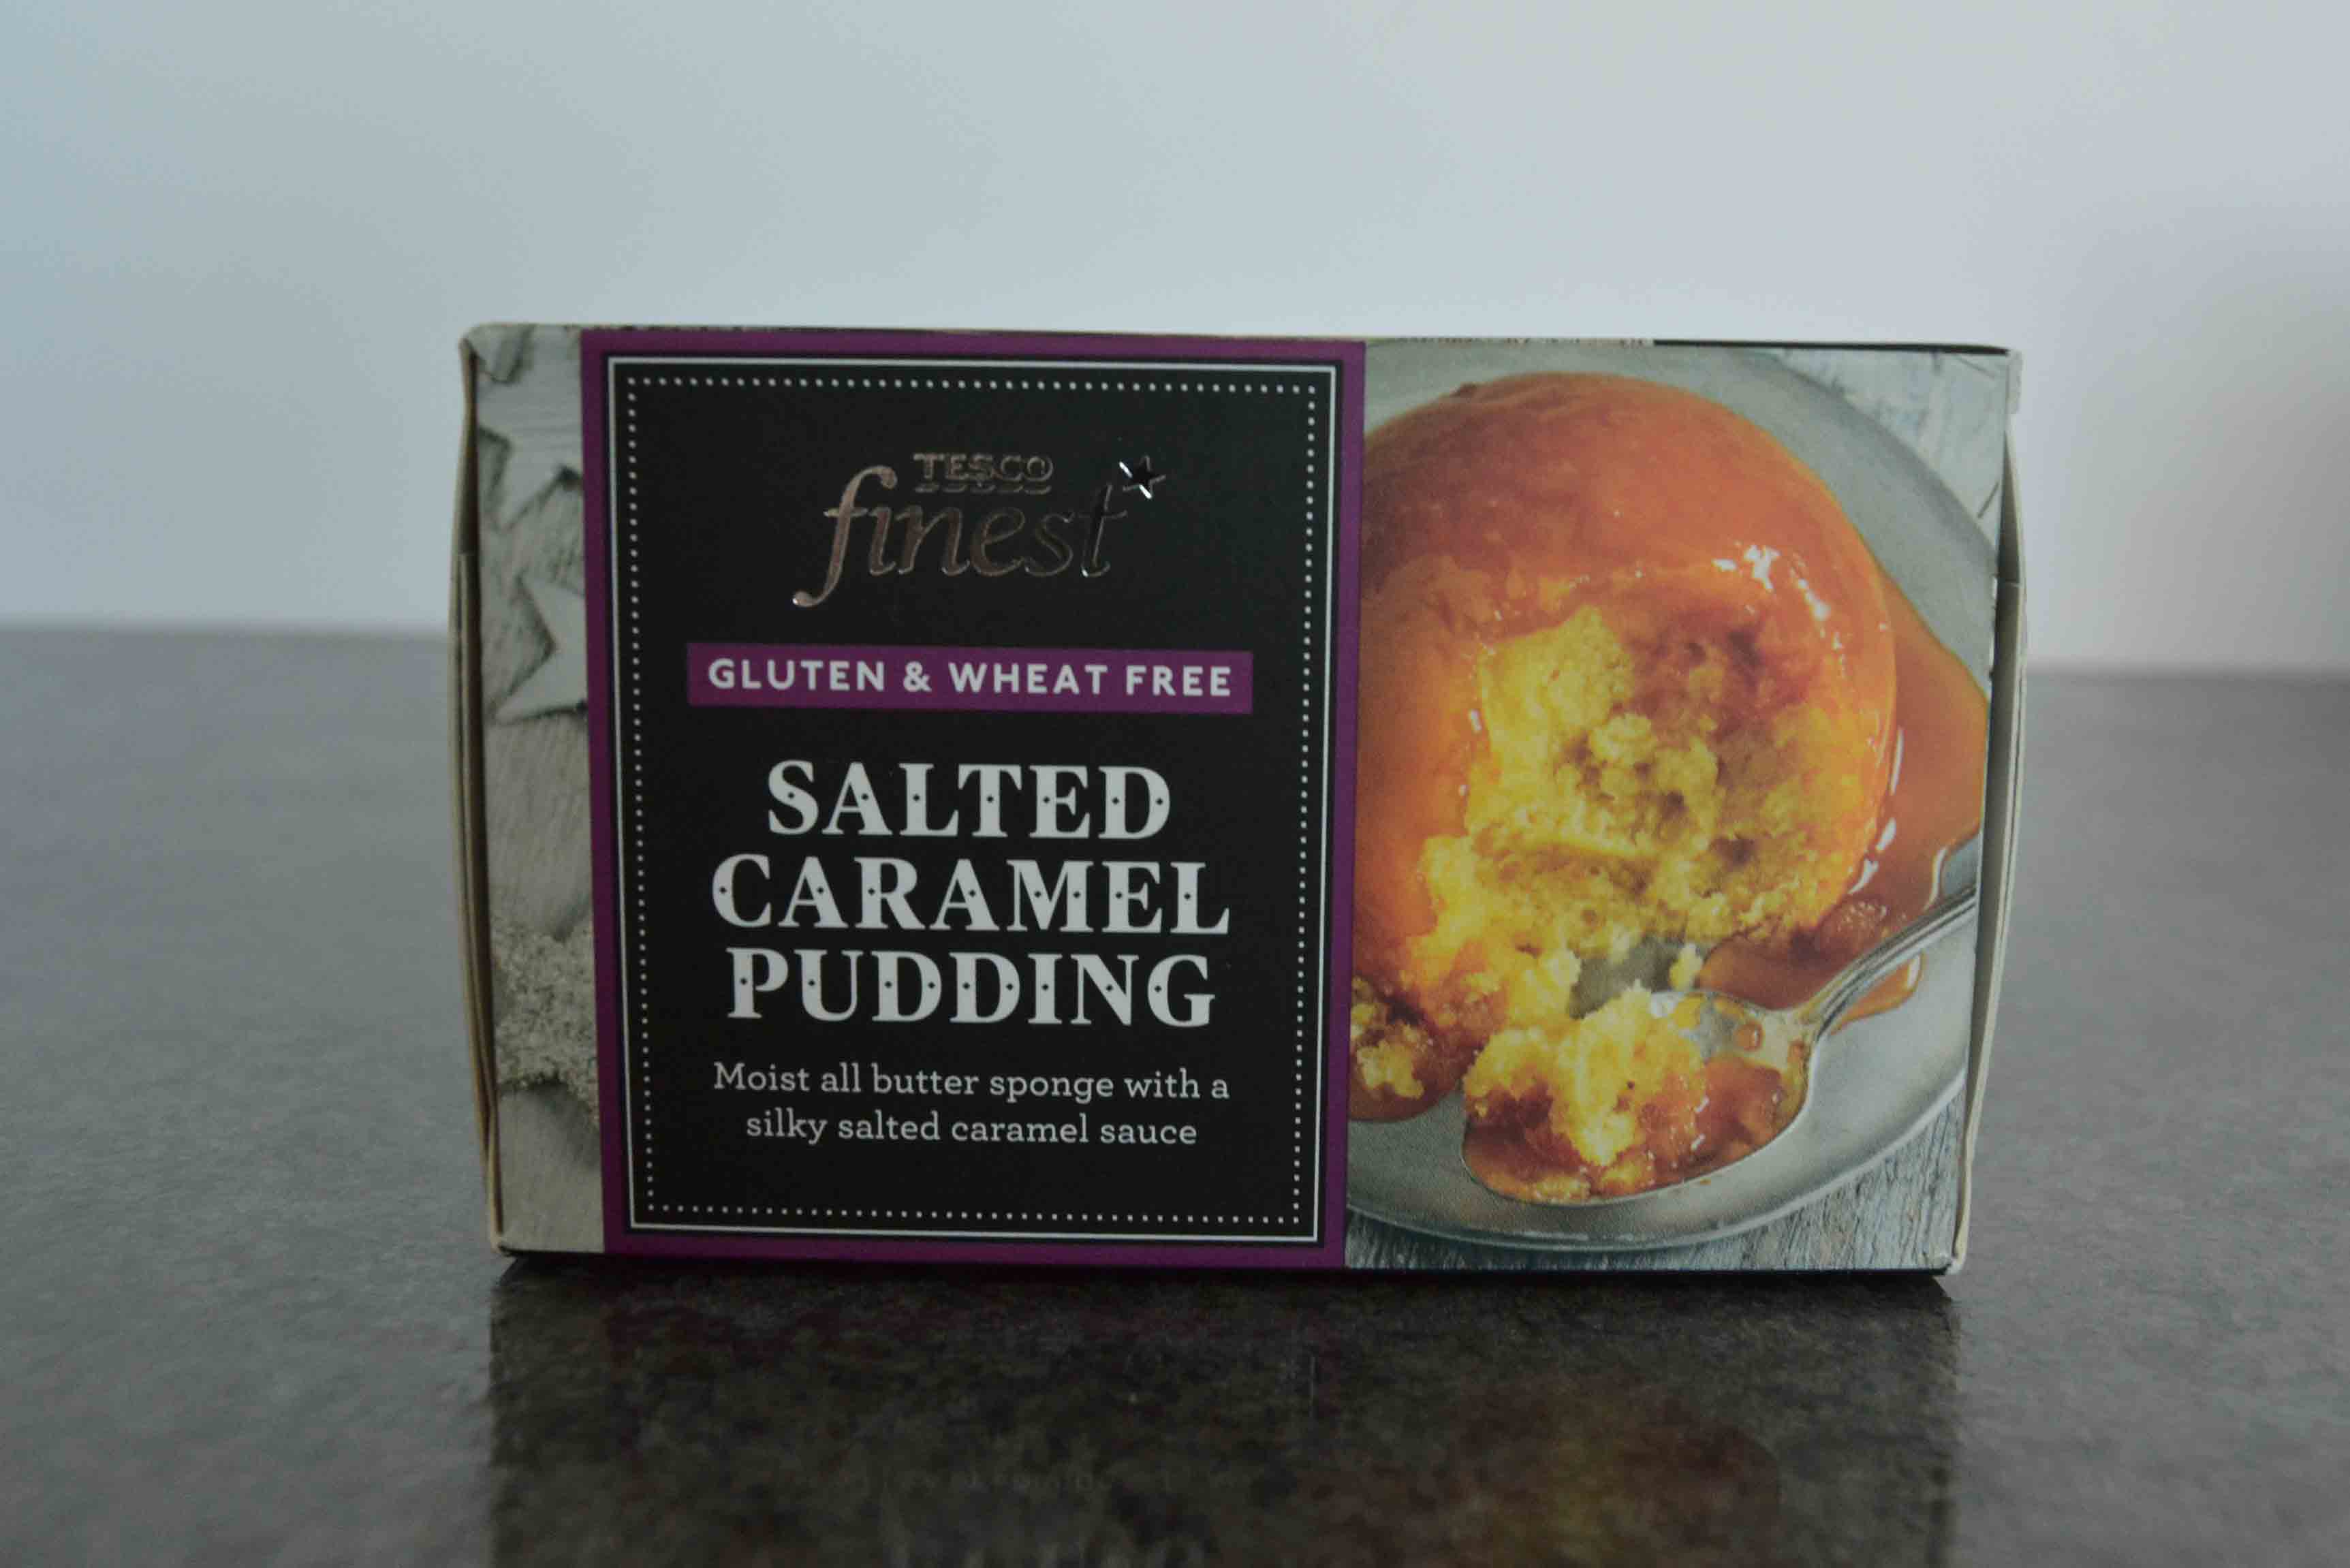 TESCO
finest
GLUTEN & WHEAT FREE
SALTED
CARAMEL
PUDDING
Moist all butter sponge with a
silky salted caramel sauce